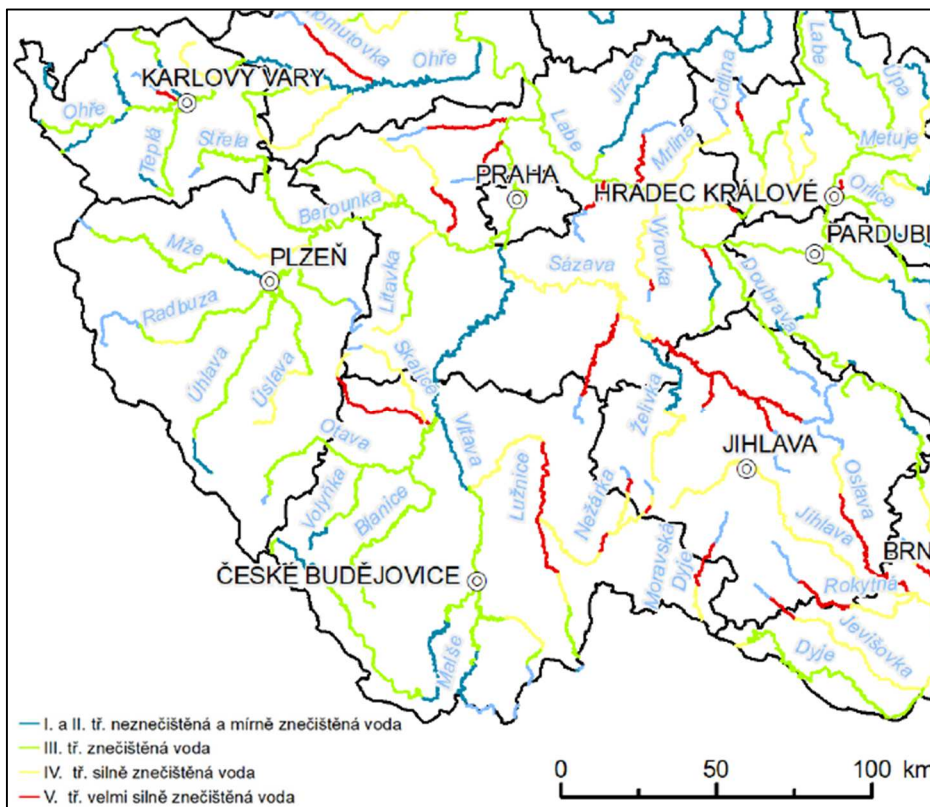 homutovka
Ohře
Labe
Úpa
Jizera
Cidlina
KARLOVY VARY
Ohře
Teplá
Střela
Labe
Mrlina
Metuje
PRAHA
HRADEC KRÁLOVÉ
Orlice
Berounka
Výrovka
PARDUBI
Mže
PLZEŇ
Litavka
Sázava
Doubrava
Radbuza
Úhlava
Úslava
Skalice
Želivka
Otava
Vltava
JIHLAVA
Volyňka
Blanice
Lužnice
Nežárka
Oslava
Jihlava
BRN
ČESKÉ BUDĚJOVICE
Moravská
Dyje
Rokytná
Jevišovka
Malše
Dyje
I. a II. tř. neznečištěná a mírně znečištěná voda
III. tř. znečištěná voda
IV. tř. silně znečištěná voda
V. tř. velmi silně znečištěná voda
0 50 100 km